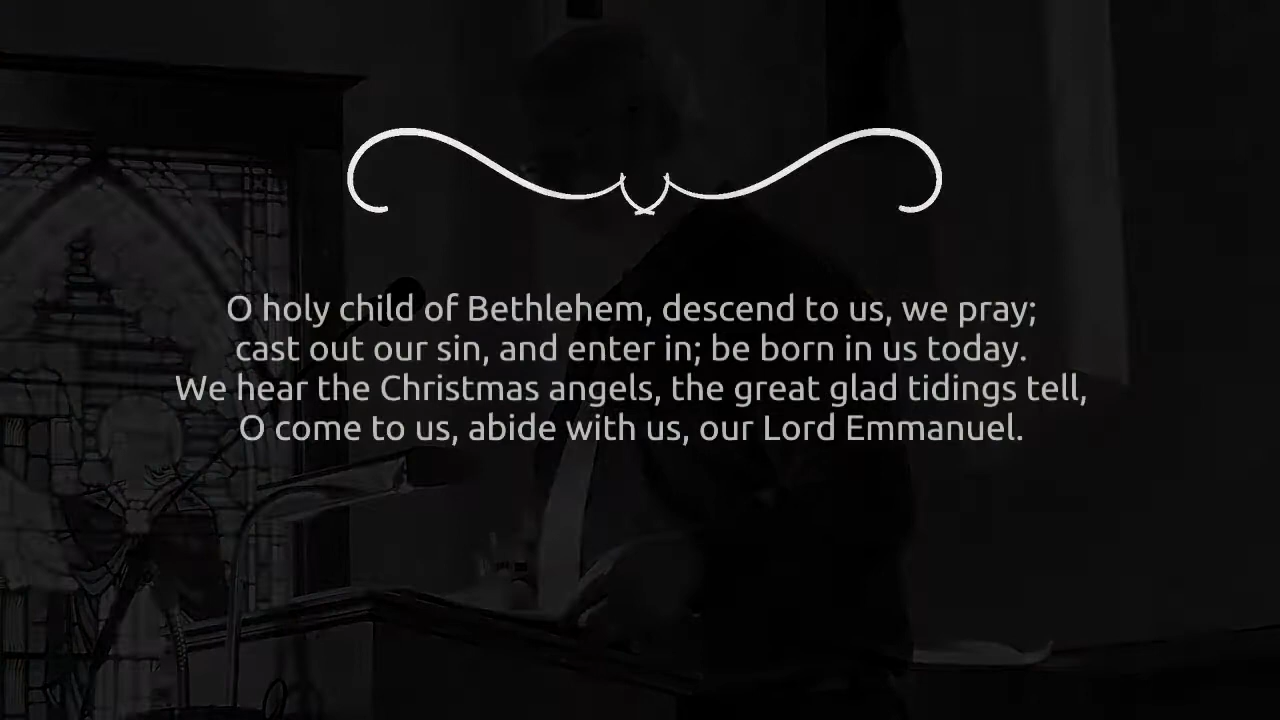 O holy child of Bethlehem, descend to us, we pray;
cast out our sin, and enter in; be born in us today.
We hear the Christmas angels, the great glad tidings tell,
O come to us, abide with us, our Lord Emmanuel.